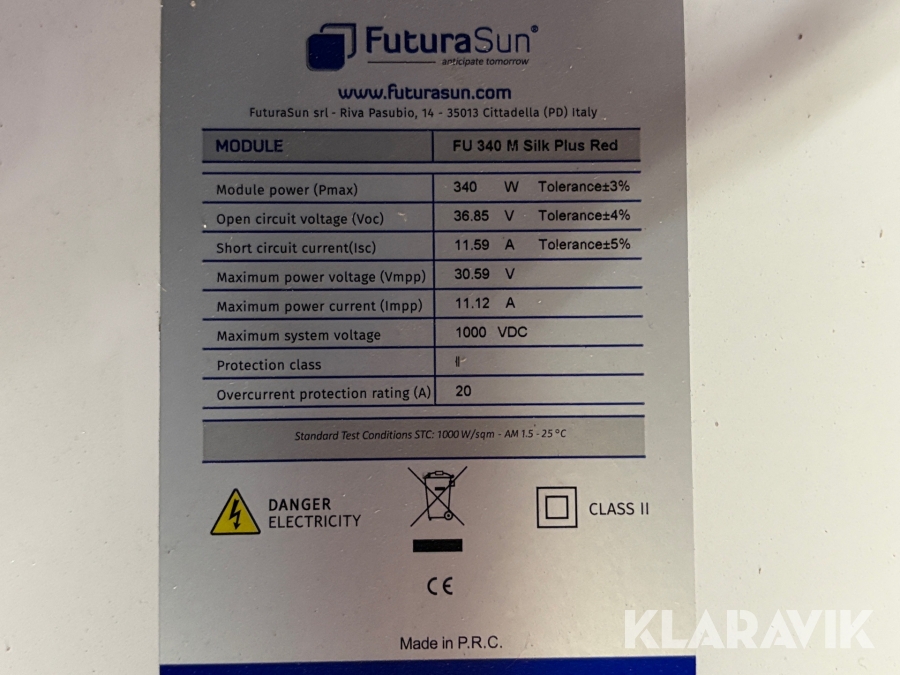 FuturaSun®
anticipate tomorrow
www.futurasun.com
FuturaSun srl - Riva Pasubio, 14 - 35013 Cittadella (PD) Italy
MODULE FU 340 M Silk Plus Red
Module power (Pmax) 340 W Tolerance±3%
Open circuit voltage (Voc) 36.85 V Tolerance±4%
Short circuit current(Isc) 11.59 A Tolerance±5%
Maximum power voltage (Vmpp) 30.59 V
Maximum power current (Impp) 11.12 A
Maximum system voltage 1000 VDC
Protection class Ⅱ
Overcurrent protection rating (A) 20
Standard Test Conditions STC: 1000 W/sqm - AM 1.5 - 25 °C
DANGER
ELECTRICITY
CLASS II
CE
Made in P.R.C.
KLARAVIK